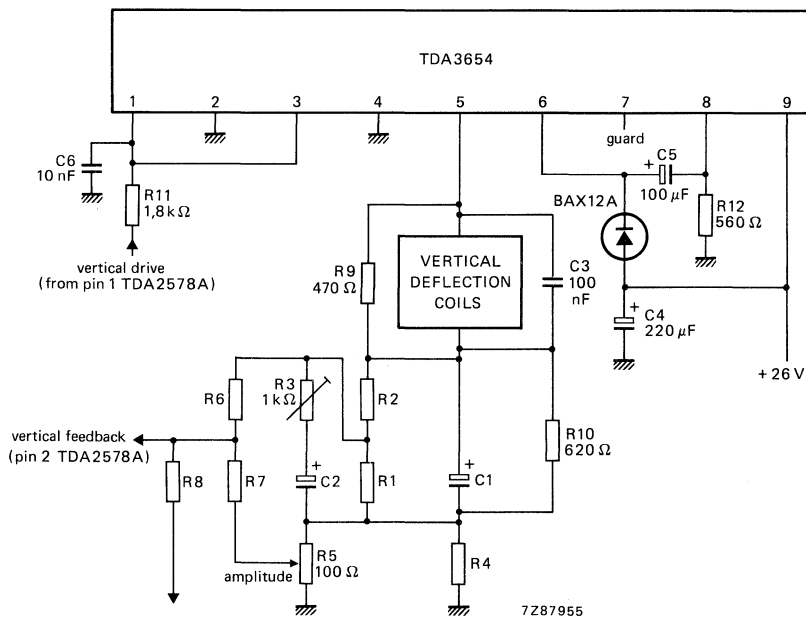 TDA3654
1
2
3
4
5
6
7
8
9
guard
C6
10 nF
R11
1,8 kΩ
vertical drive
(from pin 1 TDA2578A)
+
C5
100 µF
BAX12A
R12
560 Ω
R9
470 Ω
VERTICAL
DEFLECTION
COILS
C3
100
nF
+
C4
220 µF
+ 26 V
R6
R3
1 kΩ
R2
vertical feedback
(pin 2 TDA2578A)
R8
R7
+
C2
R1
+
C1
R10
620 Ω
amplitude
R5
100 Ω
R4
7Z87955